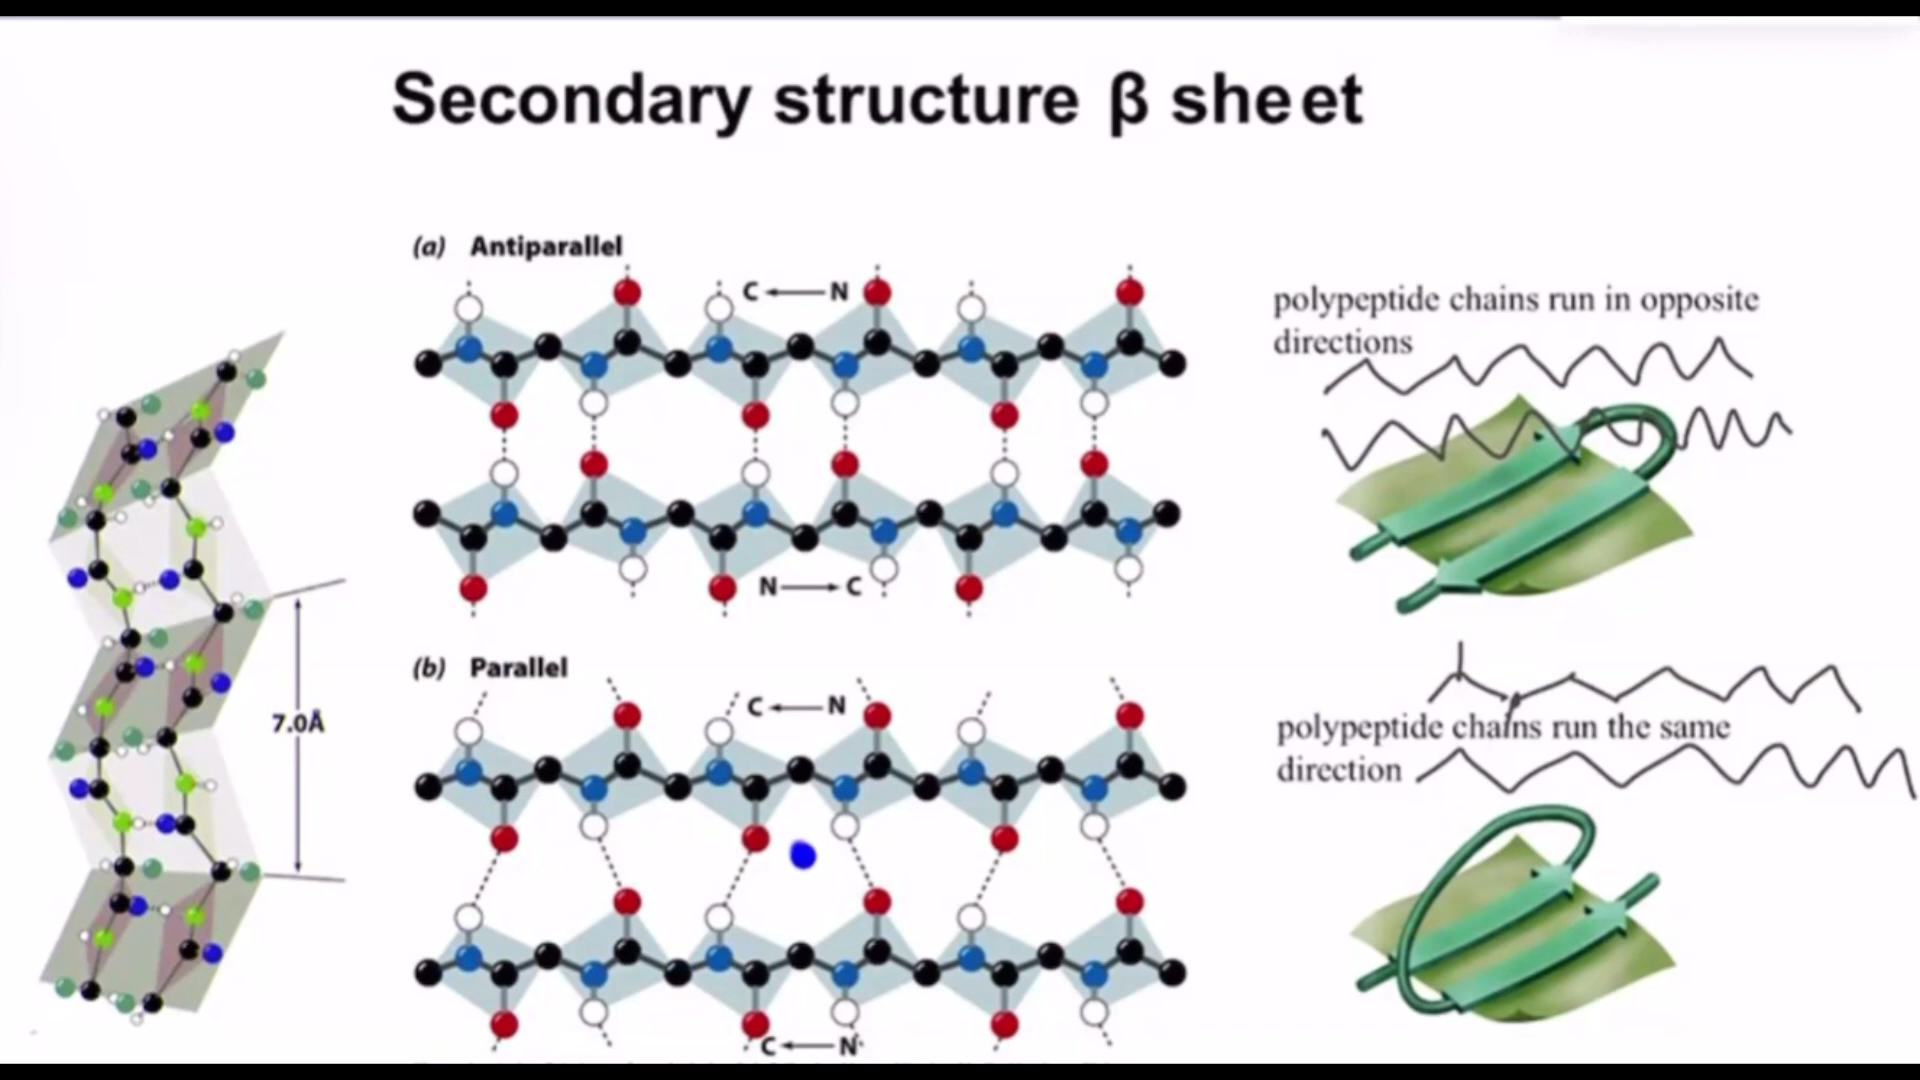 Secondary structure β sheet
(a) Antiparallel
C ← N
N → C
polypeptide chains run in opposite
directions
7.0Å
(b) Parallel
C ← N
C ← N
polypeptide chains run the same
direction